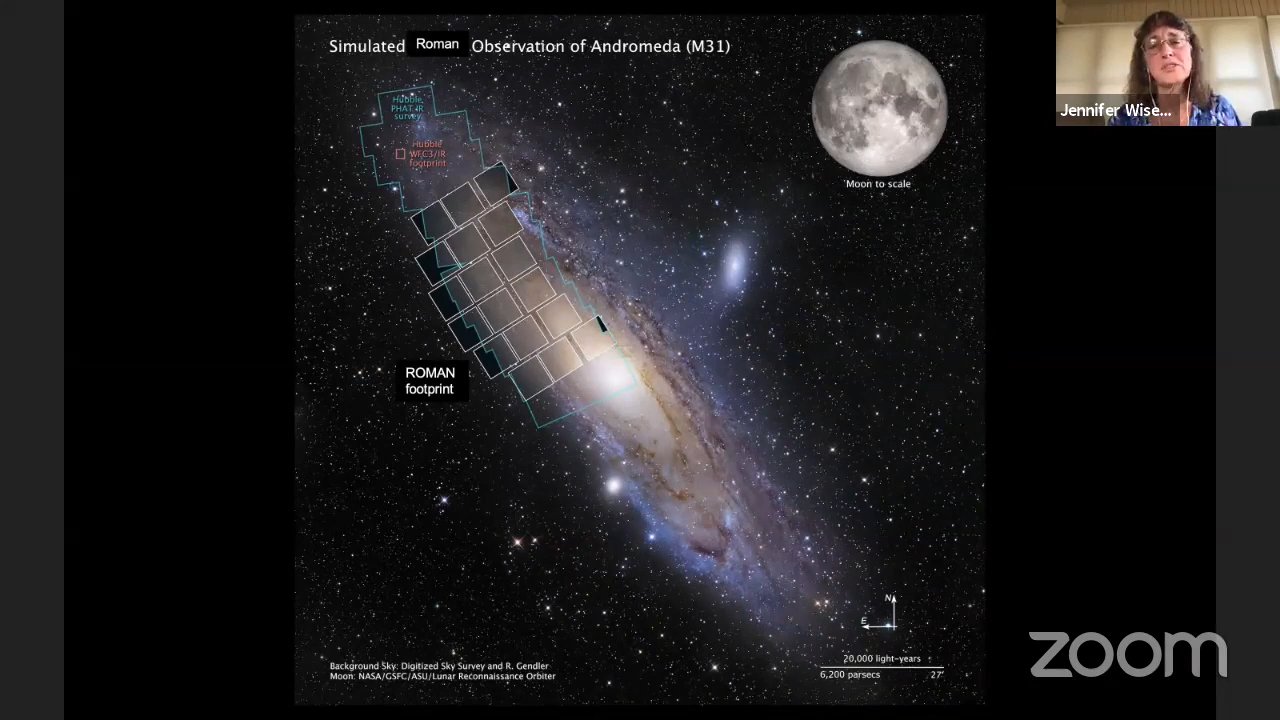 Simulated Roman Observation of Andromeda (M31)
Jennifer Wise...
Hubble
PHAT IR
survey
Hubble
WFC3/IR
footprint
Moon to scale
ROMAN
footprint
N
E
20,000 light-years
6,200 parsecs 27'
Background Sky: Digitized Sky Survey and R. Gendler
Moon: NASA/GSFC/ASU/Lunar Reconnaissance Orbiter
zoom